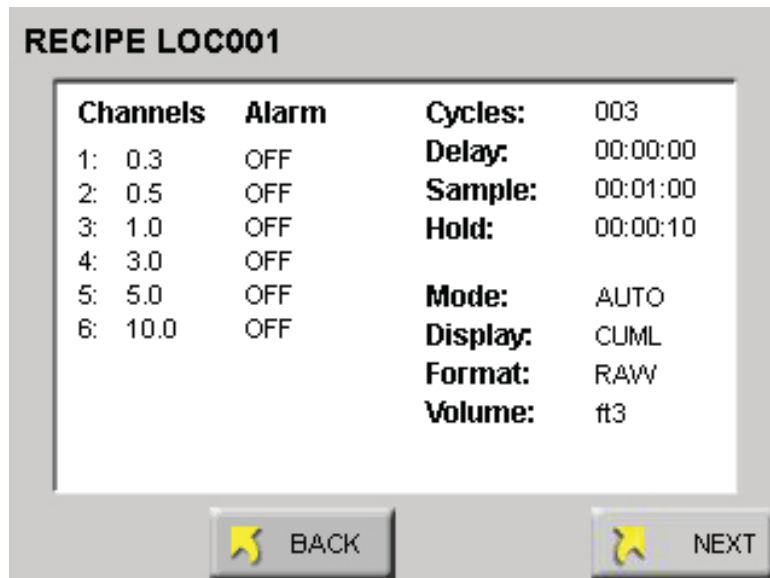 RECIPE LOC001
Channels Alarm
1: 0.3 OFF
2: 0.5 OFF
3: 1.0 OFF
4: 3.0 OFF
5: 5.0 OFF
6: 10.0 OFF
Cycles: 003
Delay: 00:00:00
Sample: 00:01:00
Hold: 00:00:10
Mode: AUTO
Display: CUML
Format: RAW
Volume: ft3
BACK
NEXT